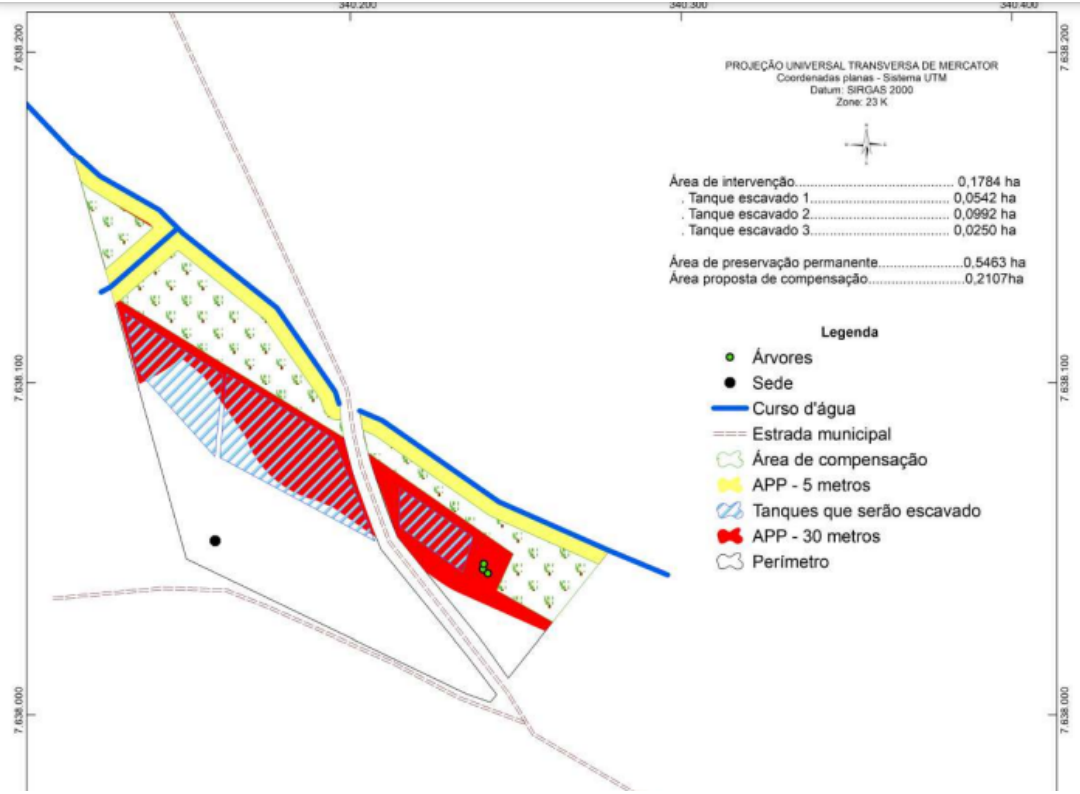 340.200
340.300
340.400
7.638.200
7.638.200
PROJEÇÃO UNIVERSAL TRANSVERSA DE MERCATOR
Coordenadas planas - Sistema UTM
Datum: SIRGAS 2000
Zone: 23 K
Área de intervenção............................................ 0,1784 ha
. Tanque escavado 1....................................... 0,0542 ha
. Tanque escavado 2....................................... 0,0992 ha
. Tanque escavado 3....................................... 0,0250 ha
Área de preservação permanente.......................0,5463 ha
Área proposta de compensação.........................0,2107ha
Legenda
Árvores
7.638.100
Sede
7.638.100
Curso d'água
Estrada municipal
Área de compensação
APP - 5 metros
Tanques que serão escavado
APP - 30 metros
Perímetro
7.638.000
7.638.000